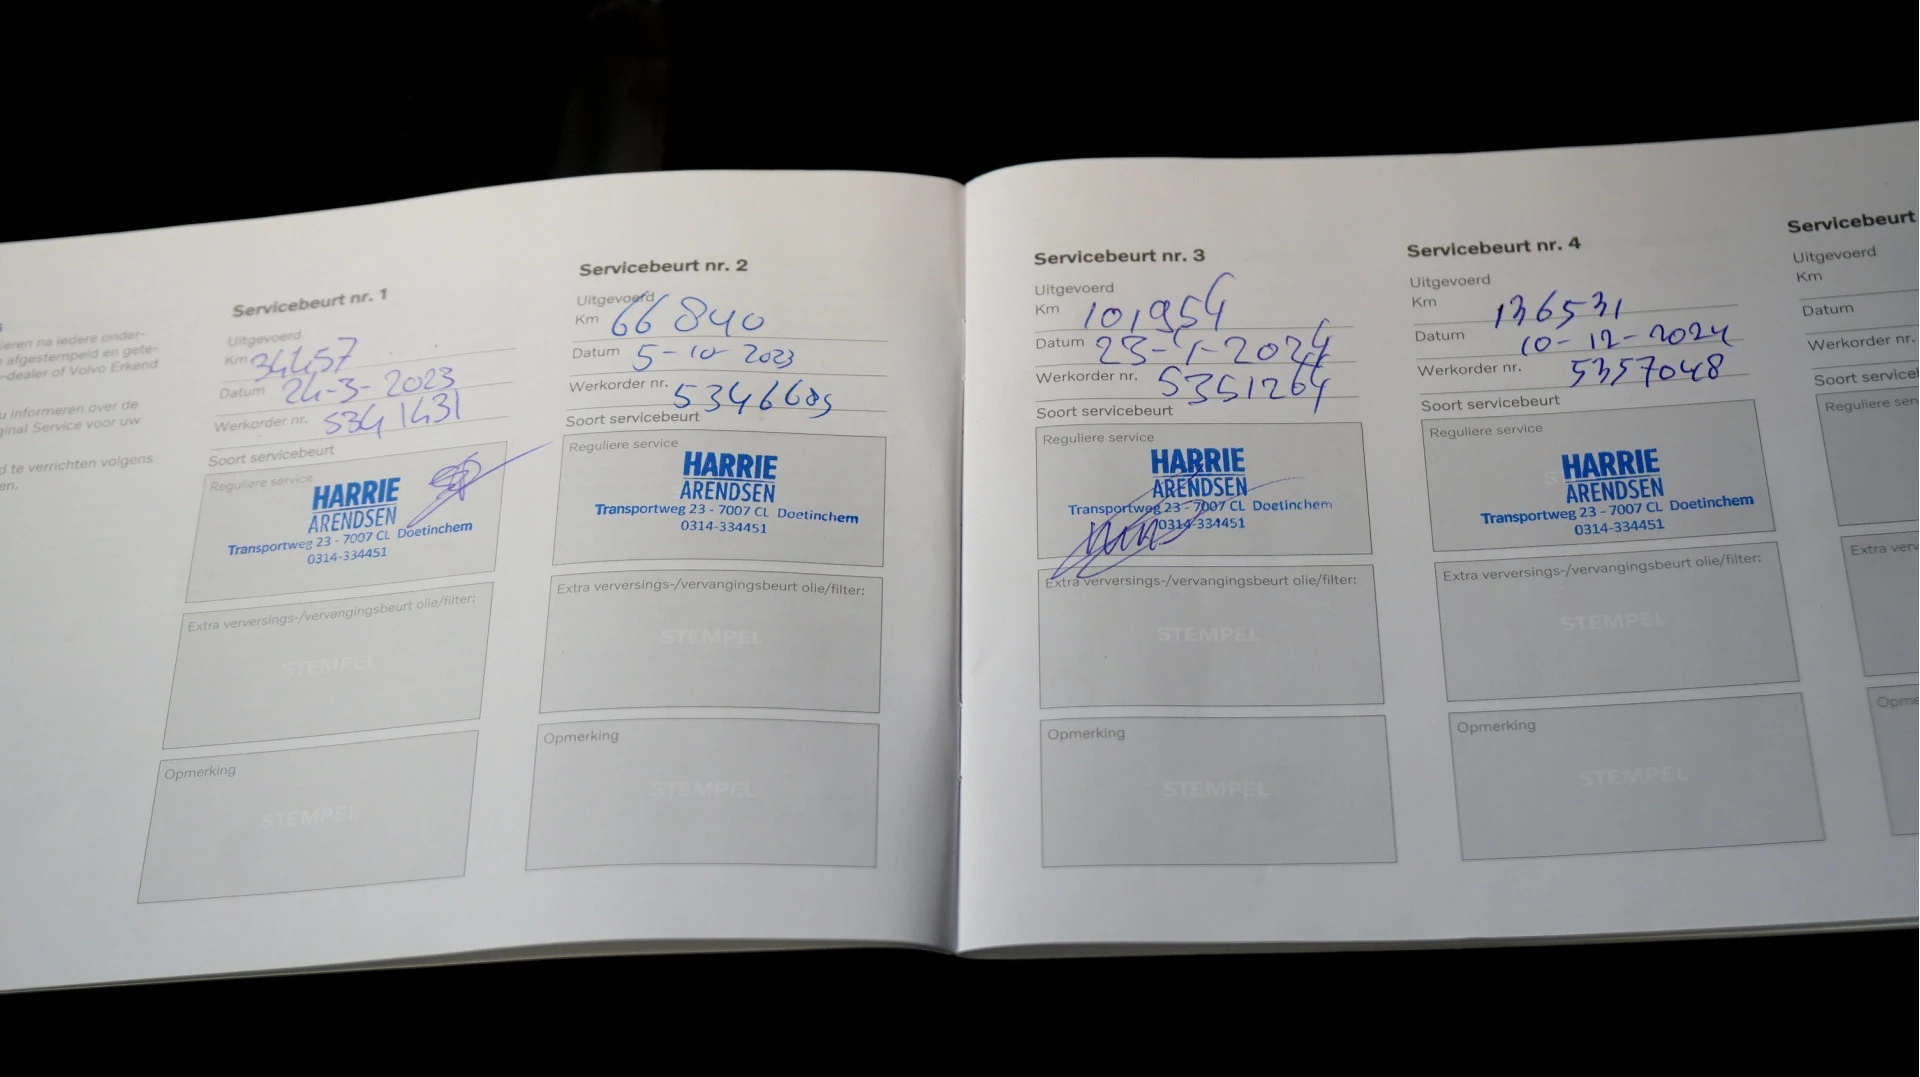 s
ieren na iedere onder-
afgestempeld en gete-
-dealer of Volvo Erkend
u informeren over de
ginal Service voor uw
d te verrichten volgens
en.
Servicebeurt nr. 1
Uitgevoerd
Km 34457
Datum 24-3-2023
Werkorder nr. 5341431
Soort servicebeurt
Reguliere service
HARRIE
ARENDSEN
Transportweg 23 - 7007 CL Doetinchem
0314-334451
Extra verversings-/vervangingsbeurt olie/filter:
STEMPEL
Opmerking
STEMPEL
Servicebeurt nr. 2
Uitgevoerd
Km 66840
Datum 5-10-2023
Werkorder nr. 5346685
Soort servicebeurt
Reguliere service
HARRIE
ARENDSEN
Transportweg 23 - 7007 CL Doetinchem
0314-334451
Extra verversings-/vervangingsbeurt olie/filter:
STEMPEL
Opmerking
STEMPEL
Servicebeurt nr. 3
Uitgevoerd
Km 101954
Datum
Werkorder nr. 5351264
Soort servicebeurt
Reguliere service
HARRIE
ARENDSEN
Transportweg 23 - 7007 CL Doetinchem
0314-334451
Extra verversings-/vervangingsbeurt olie/filter:
STEMPEL
Opmerking
STEMPEL
Servicebeurt nr. 4
Uitgevoerd
Km 136531
Datum 10-12-2024
Werkorder nr. 5357048
Soort servicebeurt
Reguliere service
HARRIE
ARENDSEN
Transportweg 23 - 7007 CL Doetinchem
0314-334451
Extra verversings-/vervangingsbeurt olie/filter:
STEMPEL
Opmerking
STEMPEL
Servicebeurt
Uitgevoerd
Km
Datum
Werkorder nr.
Soort servicel
Reguliere serv
Extra verv
Opme